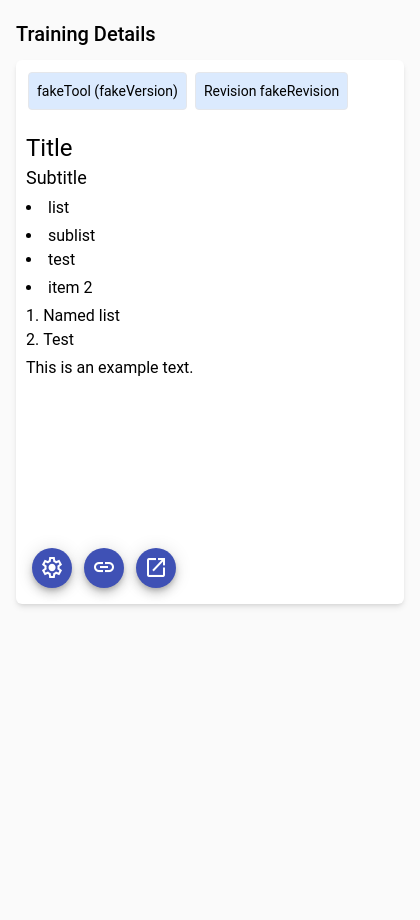 Training Details
fakeTool (fakeVersion) Revision fakeRevision
Title
Subtitle
• list
• sublist
• test
• item 2
1. Named list
2. Test
This is an example text.